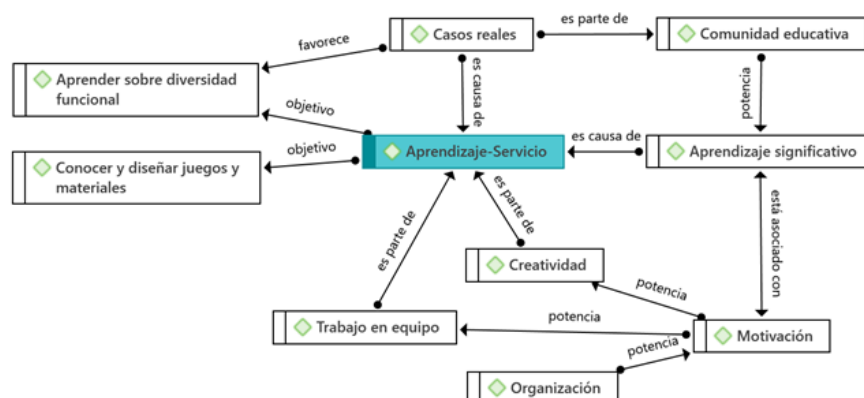 Casos reales
es parte de
Comunidad educativa
favorece
Aprender sobre diversidad
funcional
es causa de
potencia
objetivo
Aprendizaje-Servicio
es causa de
Aprendizaje significativo
objetivo
Conocer y diseñar juegos y
materiales
es parte de
es parte de
está asociado con
Creatividad
potencia
Trabajo en equipo
potencia
Motivación
potencia
Organización